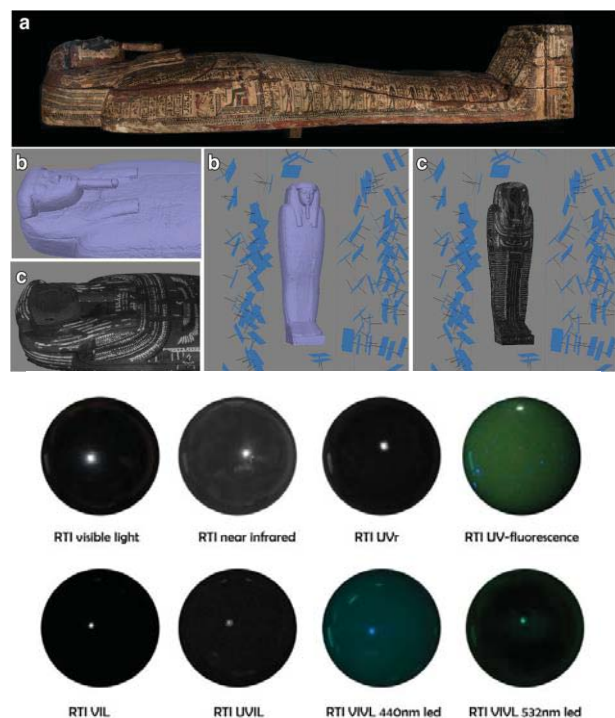 a
b
b
c
c
RTI visible light
RTI near infrared
RTI UVr
RTI UV-fluorescence
RTI VIL
RTI UVIL
RTI VIVL 440nm led
RTI VIVL 532nm led